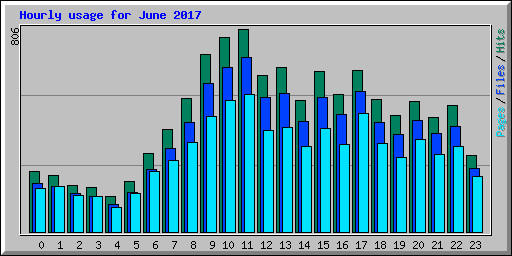 Hourly usage for June 2017
806
Pages/Files/Hits
0 1 2 3 4 5 6 7 8 9 10 11 12 13 14 15 16 17 18 19 20 21 22 23